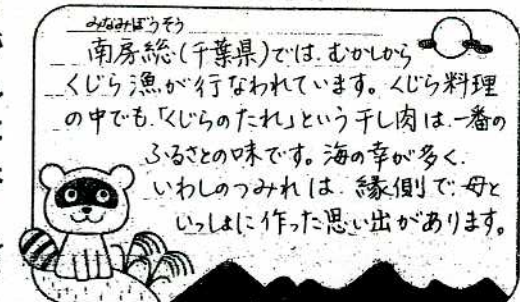 みなみぼうそう
南房総(千葉県)では、むかしから
くじら漁が行なわれています。くじら料理
の中でも、「くじらのたれ」という干し肉は、一番の
ふるさとの味です。海の幸が多く、
いわしのつみれは、縁側で、母と
いっしょに作った思い出があります。